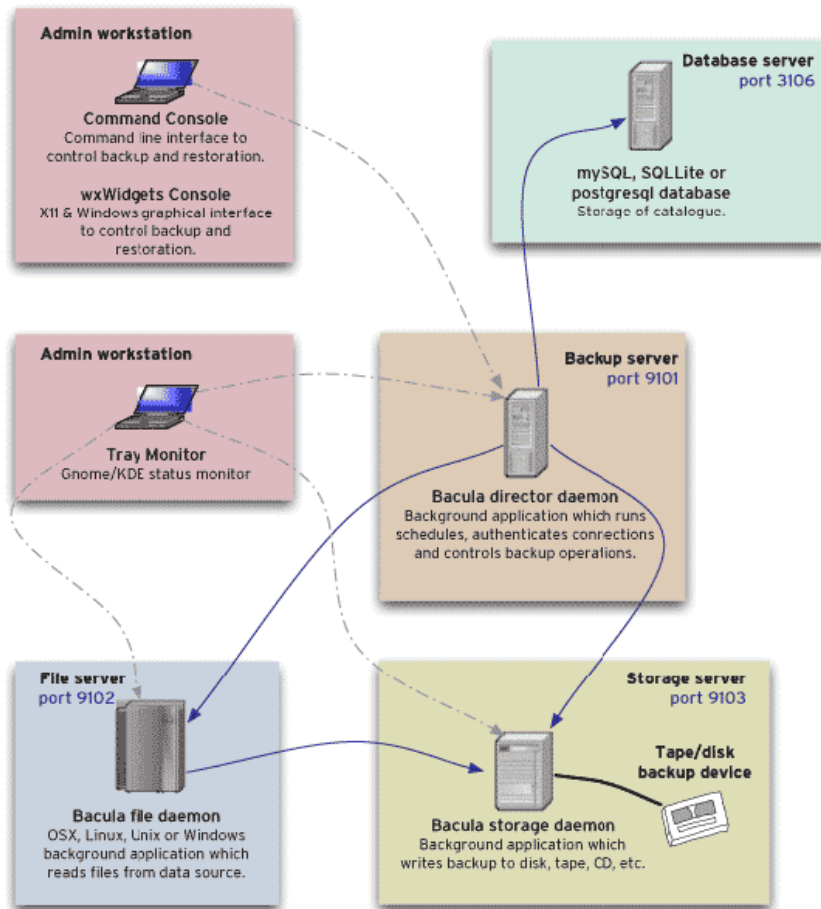 Admin workstation
Command Console
Command line interface to
control backup and restoration.
wxWidgets Console
X11 & Windows graphical interface
to control backup and
restoration.
Database server
port 3106
mySQL, SQLLite or
postgresql database
Storage of catalogue.
Admin workstation
Tray Monitor
Gnome/KDE status monitor
Backup server
port 9101
Bacula director daemon
Background application which runs
schedules, authenticates connections
and controls backup operations.
File server
port 9102
Bacula file daemon
OSX, Linux, Unix or Windows
background application which
reads files from data source.
Storage server
port 9103
Tape/disk
backup device
Bacula storage daemon
Background application which
writes backup to disk, tape, CD, etc.